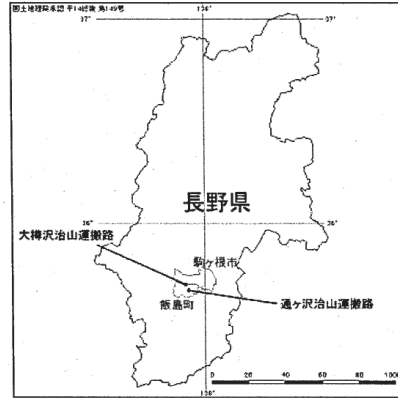 国土地理院承認 平14総複 第149号
138°
37°
37°
長野県
36°
36°
大樽沢治山運搬路
駒ヶ根市
飯島町
通ヶ沢治山運搬路
0 20 40 60 80 100
138°